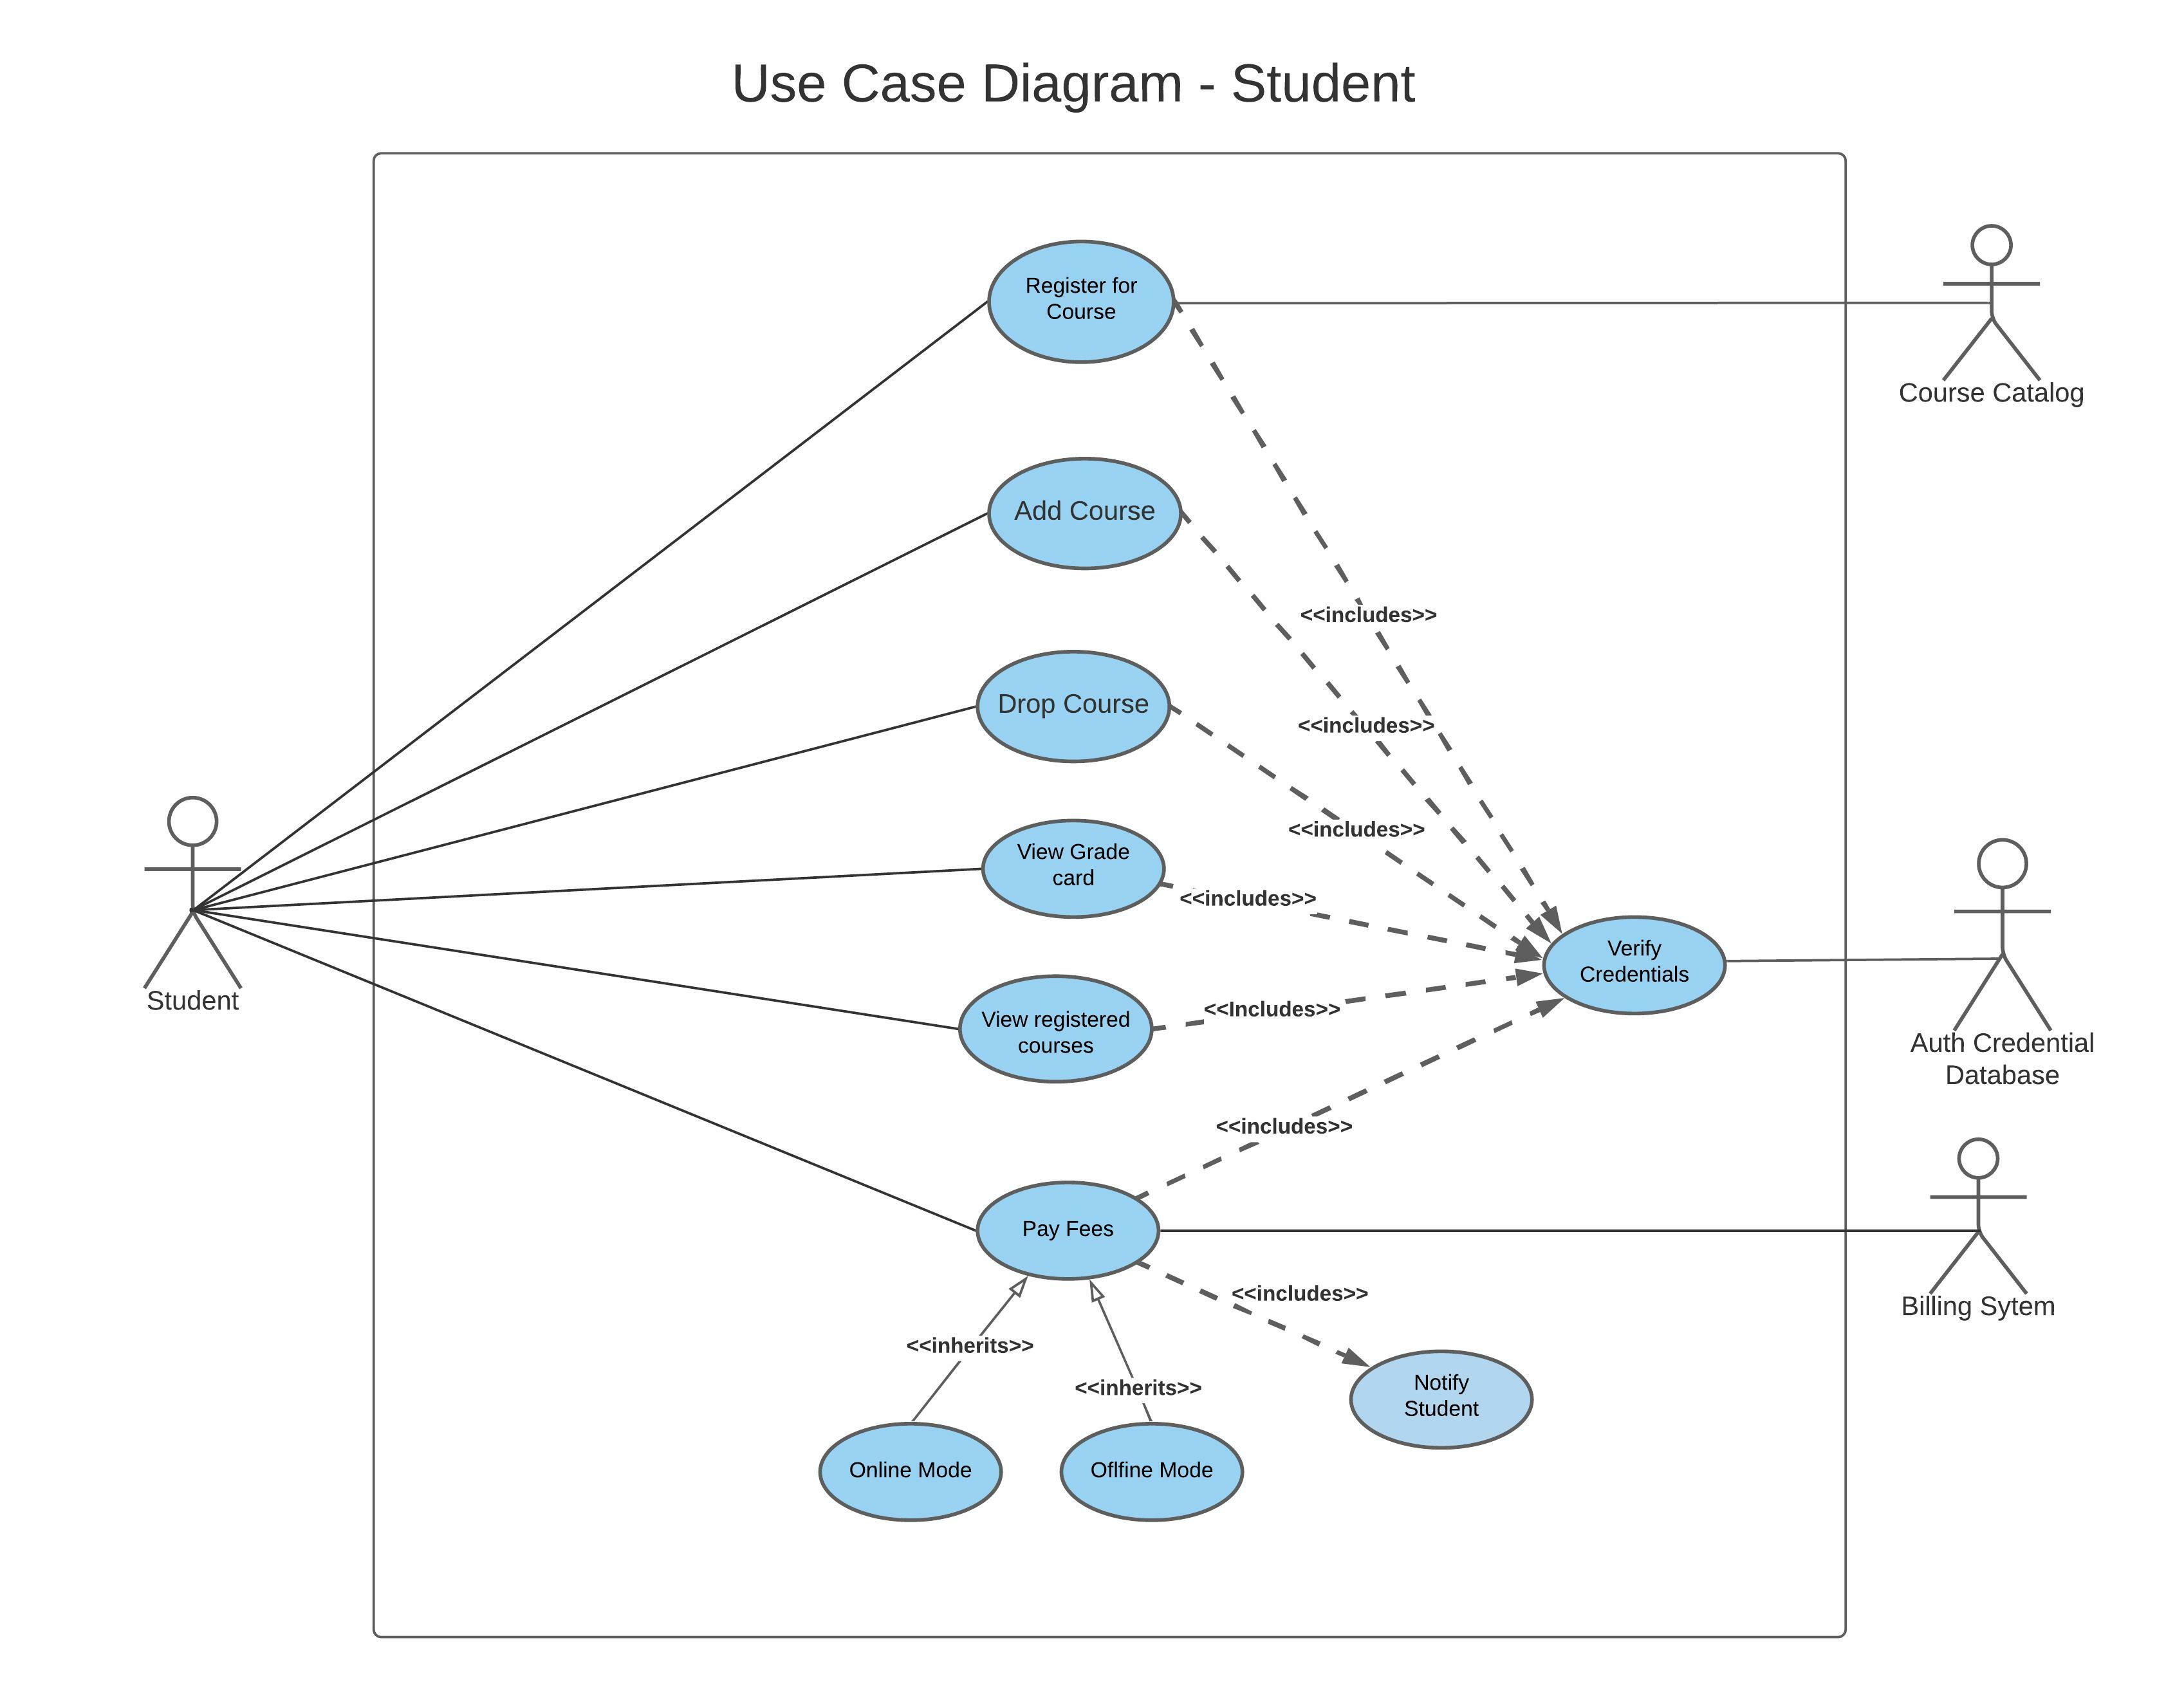 Use Case Diagram - Student
Register for
Course
Course Catalog
Add Course
<<includes>>
Drop Course
<<includes>>
<<includes>>
View Grade
card
<<includes>>
Verify
Credentials
Student
<<Includes>>
View registered
courses
Auth Credential
Database
<<includes>>
Pay Fees
Billing Sytem
<<includes>>
<<inherits>>
<<inherits>>
Notify
Student
Online Mode
Oflfine Mode